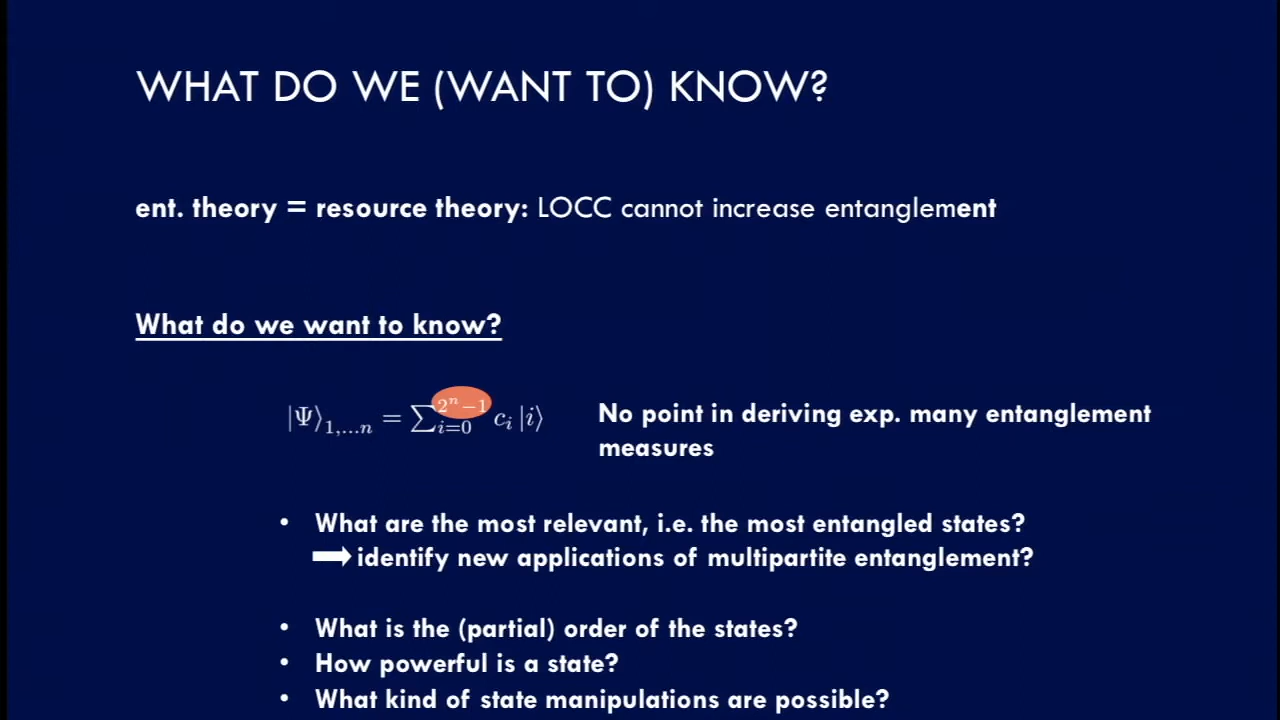 WHAT DO WE (WANT TO) KNOW?
ent. theory = resource theory: LOCC cannot increase entanglement
What do we want to know?
|Ψ⟩₁,...ₙ = ∑_{i=0}^{2ⁿ−1} cᵢ |i⟩
No point in deriving exp. many entanglement
measures
• What are the most relevant, i.e. the most entangled states?
➡ identify new applications of multipartite entanglement?
• What is the (partial) order of the states?
• How powerful is a state?
• What kind of state manipulations are possible?